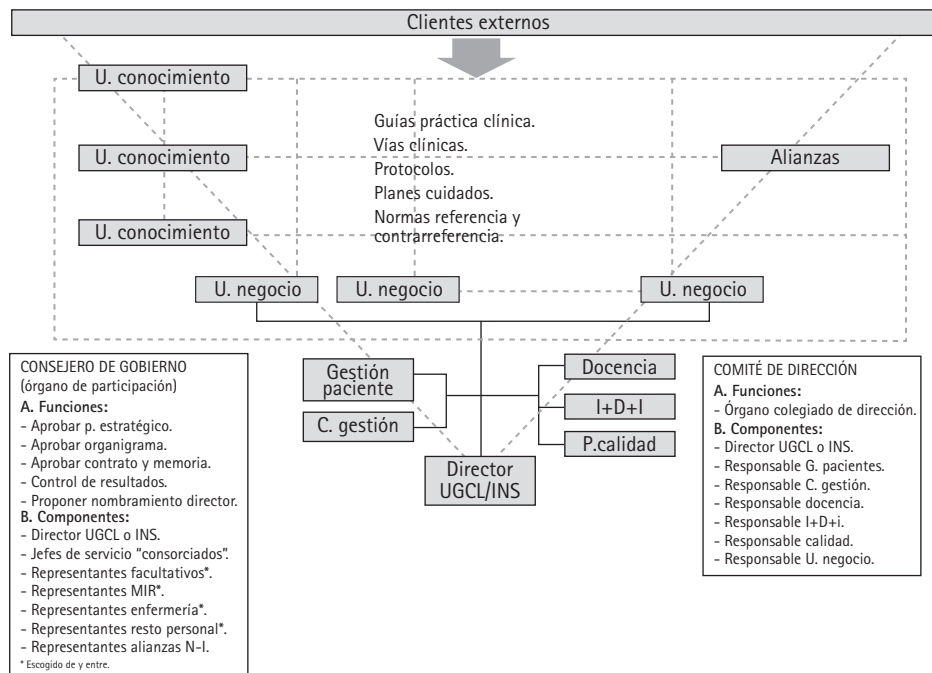 Clientes externos
U. conocimiento
Guías práctica clínica.
Vías clínicas.
U. conocimiento
Alianzas
Protocolos.
Planes cuidados.
Normas referencia y
contrarreferencia.
U. conocimiento
U. negocio
U. negocio
U. negocio
CONSEJERO DE GOBIERNO
(órgano de participación)
A. Funciones:
- Aprobar p. estratégico.
- Aprobar organigrama.
- Aprobar contrato y memoria.
- Control de resultados.
- Proponer nombramiento director.
B. Componentes:
- Director UGCL o INS.
- Jefes de servicio “consorciados”.
- Representantes facultativos*.
- Representantes MIR*.
- Representantes enfermería*.
- Representantes resto personal*.
- Representantes alianzas N-I.
* Escogido de y entre.
Gestión
paciente
C. gestión
Docencia
I+D+I
P.calidad
Director
UGCL/INS
COMITÉ DE DIRECCIÓN
A. Funciones:
- Órgano colegiado de dirección.
B. Componentes:
- Director UGCL o INS.
- Responsable G. pacientes.
- Responsable C. gestión.
- Responsable docencia.
- Responsable I+D+i.
- Responsable calidad.
- Responsable U. negocio.